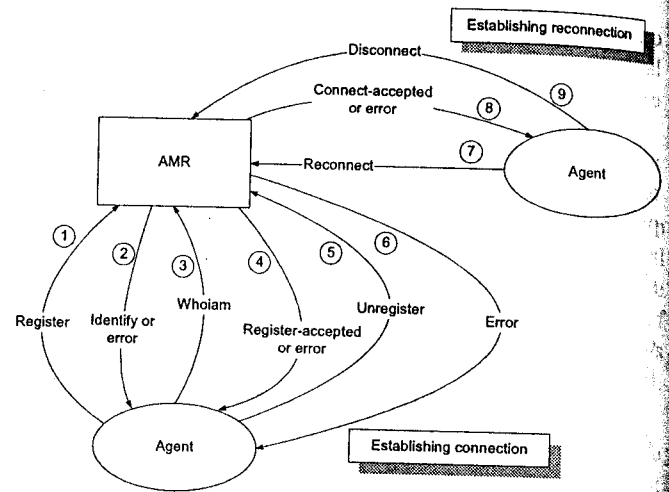 Establishing reconnection
Disconnect
Connect-accepted
or error
9
8
AMR
Reconnect
7
Agent
1
2
3
4
5
6
Register
Identify or
error
Whoiam
Register-accepted
or error
Unregister
Error
Agent
Establishing connection